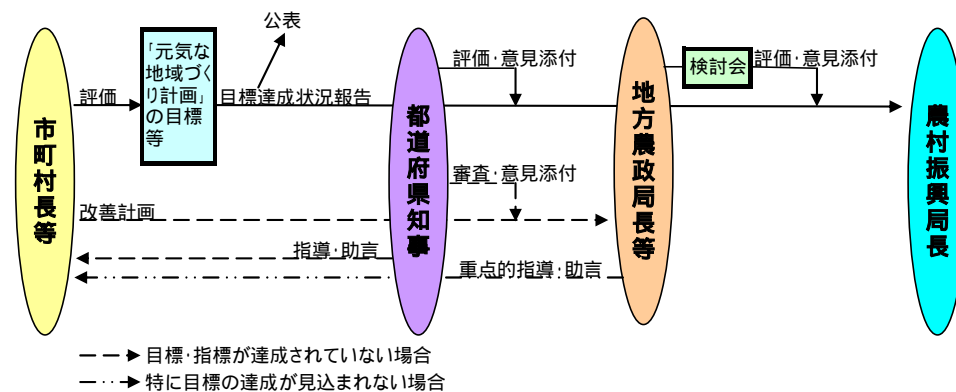 公表
「元気な
地域づく
り計画」
の目標
等
評価
目標達成状況報告
評価・意見添付
検討会
評価・意見添付
市町村長等
都道府県知事
地方農政局長等
農村振興局長
審査・意見添付
改善計画
指導・助言
重点的指導・助言
目標・指標が達成されていない場合
特に目標の達成が見込まれない場合